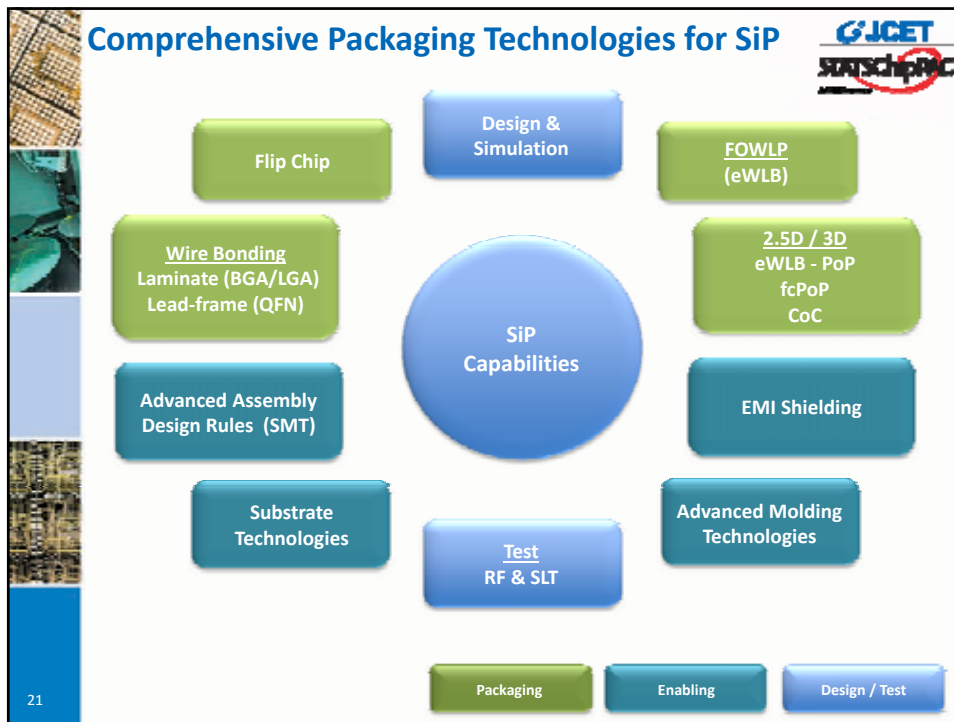 Comprehensive Packaging Technologies for SiP
JCET
STATSChipPAC
Design &
Simulation
Flip Chip
FOWLP
(eWLB)
Wire Bonding
Laminate (BGA/LGA)
Lead-frame (QFN)
2.5D / 3D
eWLB - PoP
fcPoP
CoC
SiP
Capabilities
Advanced Assembly
Design Rules (SMT)
EMI Shielding
Substrate
Technologies
Advanced Molding
Technologies
Test
RF & SLT
Packaging
Enabling
Design / Test
21